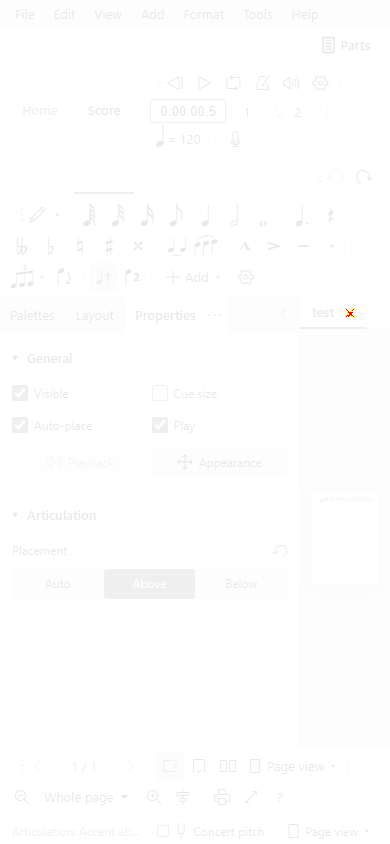 File Edit View Add Format Tools Help
Parts
Home Score 0:00:00.5 1 . 2
= 120
Add
Palettes Layout Properties test
General
Visible Cue size
Auto-place Play
Playback Appearance
Articulation
Placement
Auto Above Below
1 / 1 Page view
Whole page ?
Articulation: Accent ab... Concert pitch Page view